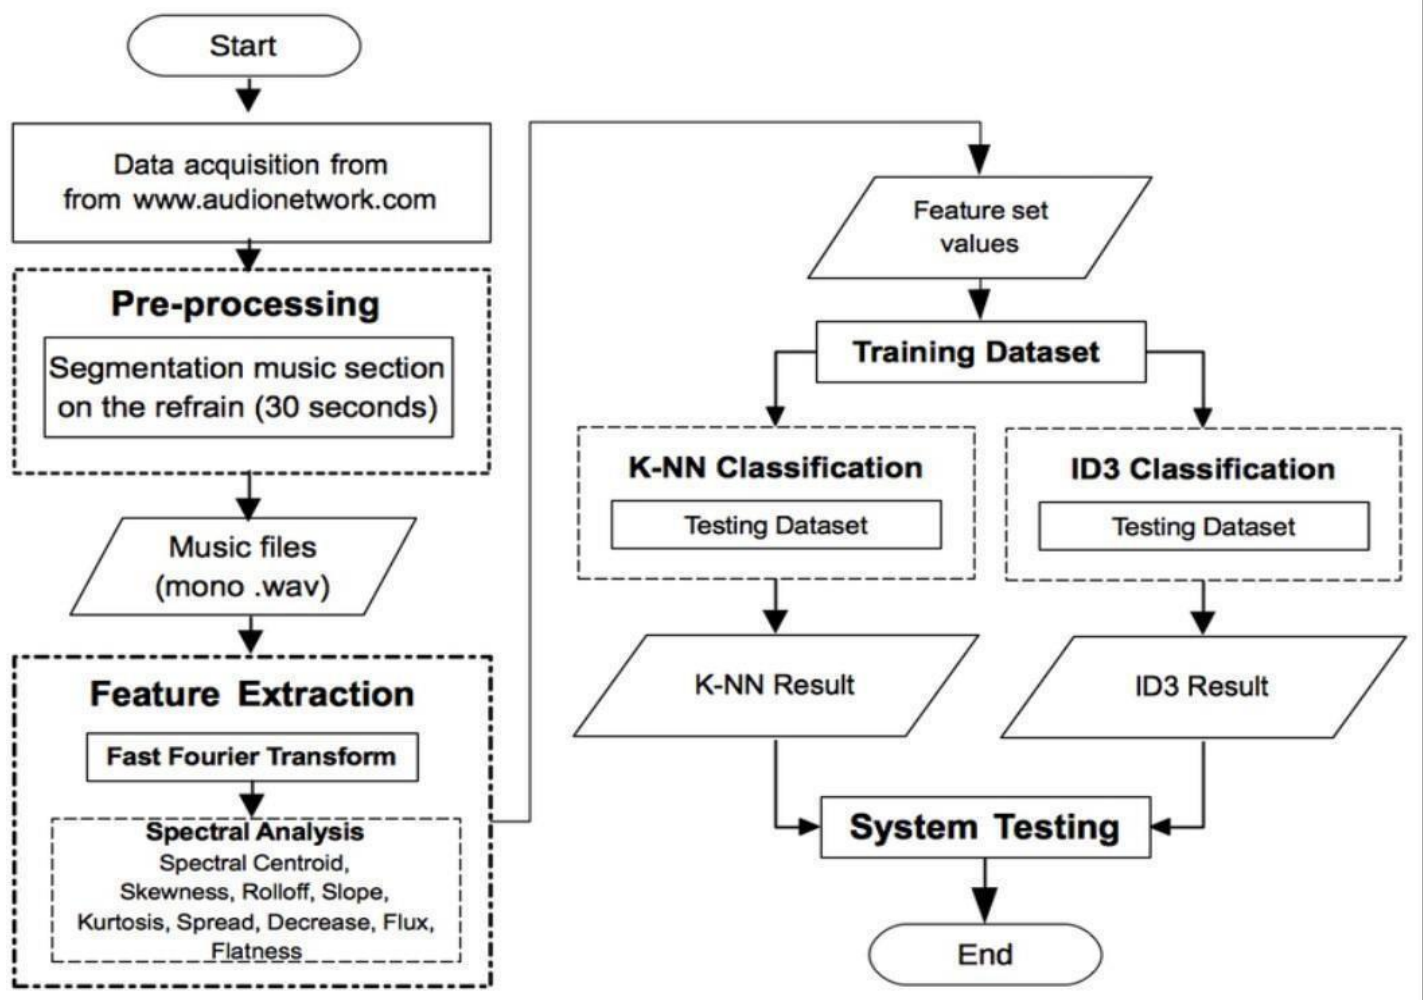 Start
Data acquisition from
from www.audionetwork.com
Pre-processing
Segmentation music section
on the refrain (30 seconds)
Music files
(mono .wav)
Feature Extraction
Fast Fourier Transform
Spectral Analysis
Spectral Centroid,
Skewness, Rolloff, Slope,
Kurtosis, Spread, Decrease, Flux,
Flatness
Feature set
values
Training Dataset
K-NN Classification
Testing Dataset
ID3 Classification
Testing Dataset
K-NN Result
ID3 Result
System Testing
End